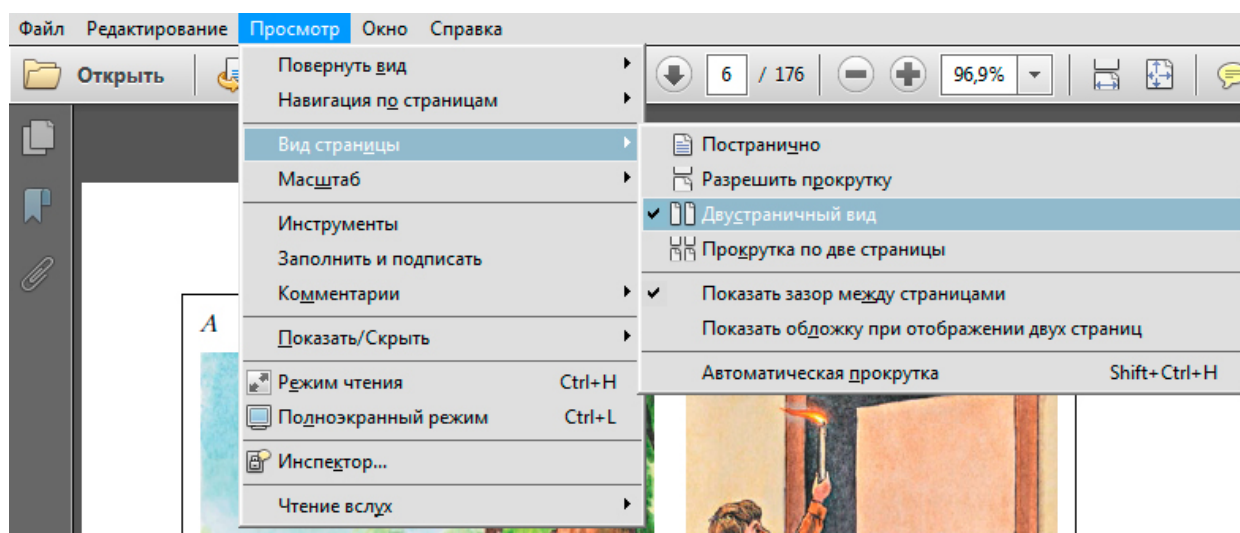 Файл Редактирование Просмотр Окно Справка
Открыть 6 / 176 96,9%
Повернуть вид
Навигация по страницам
Вид страницы
Масштаб
Инструменты
Заполнить и подписать
Комментарии
Показать/Скрыть
Режим чтения Ctrl+H
Полноэкранный режим Ctrl+L
Инспектор...
Чтение вслух
Постранично
Разрешить прокрутку
Двустраничный вид
Прокрутка по две страницы
Показать зазор между страницами
Показать обложку при отображении двух страниц
Автоматическая прокрутка Shift+Ctrl+H
A